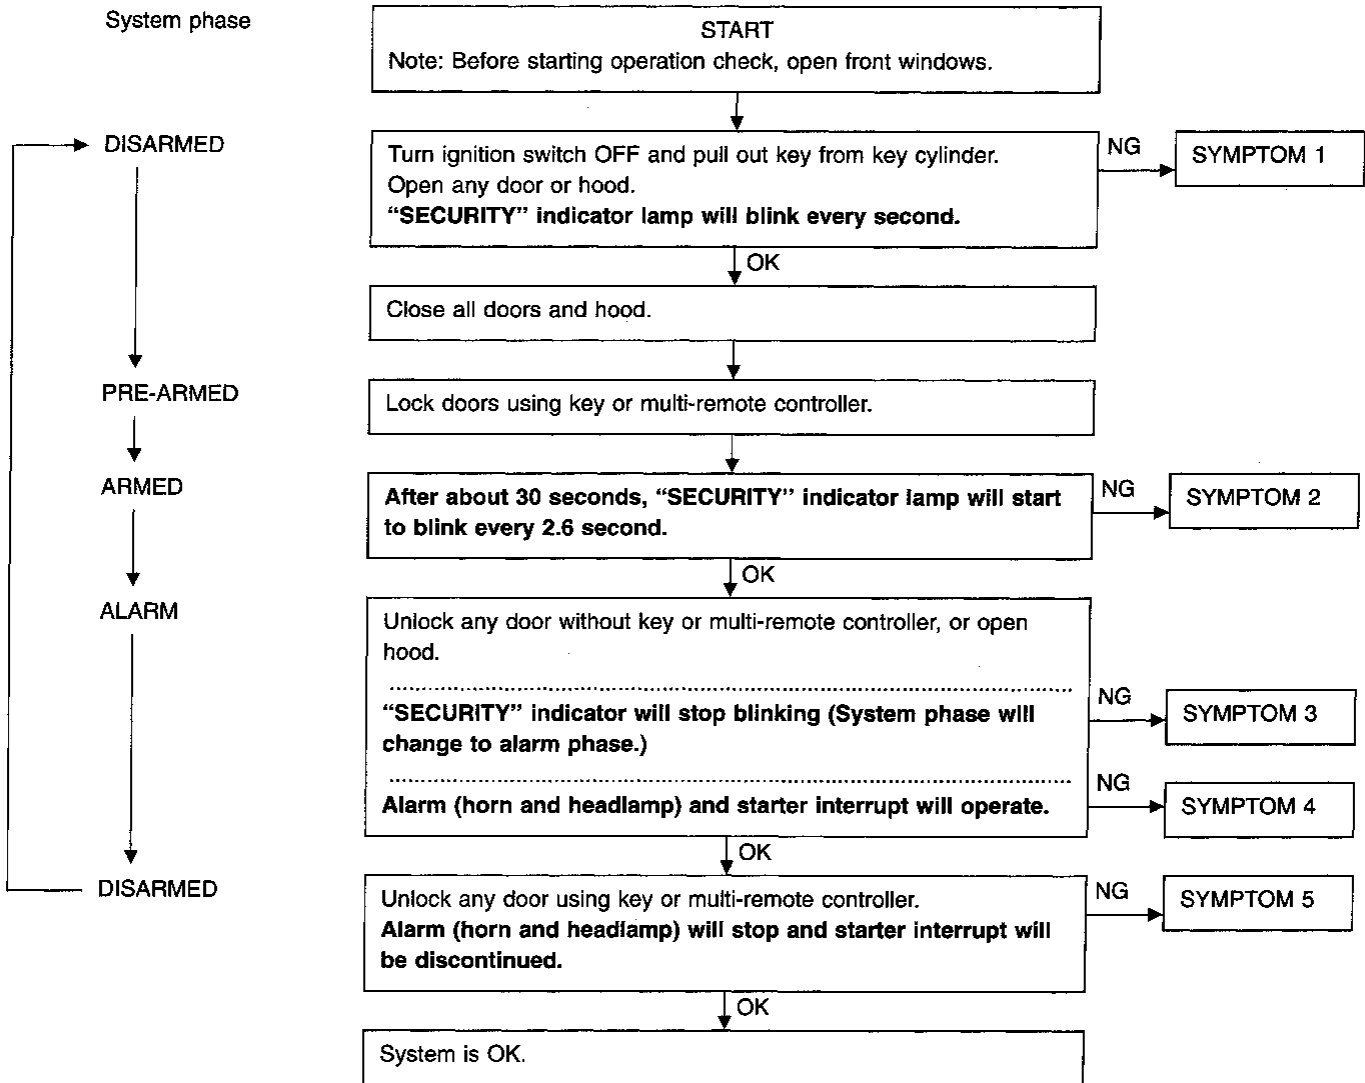 System phase
START
Note: Before starting operation check, open front windows.
DISARMED
Turn ignition switch OFF and pull out key from key cylinder.
Open any door or hood.
“SECURITY” indicator lamp will blink every second.
NG
SYMPTOM 1
OK
Close all doors and hood.
PRE-ARMED
Lock doors using key or multi-remote controller.
ARMED
After about 30 seconds, “SECURITY” indicator lamp will start
to blink every 2.6 second.
NG
SYMPTOM 2
OK
ALARM
Unlock any door without key or multi-remote controller, or open
hood.
“SECURITY” indicator will stop blinking (System phase will
change to alarm phase.)
NG
SYMPTOM 3
Alarm (horn and headlamp) and starter interrupt will operate.
NG
SYMPTOM 4
OK
DISARMED
Unlock any door using key or multi-remote controller.
Alarm (horn and headlamp) will stop and starter interrupt will
be discontinued.
NG
SYMPTOM 5
OK
System is OK.